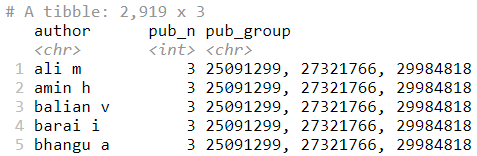 # A tibble: 2,919 x 3
author pub_n pub_group
<chr> <int> <chr>
1 ali m 3 25091299, 27321766, 29984818
2 amin h 3 25091299, 27321766, 29984818
3 balian v 3 25091299, 27321766, 29984818
4 barai i 3 25091299, 27321766, 29984818
5 bhangu a 3 25091299, 27321766, 29984818